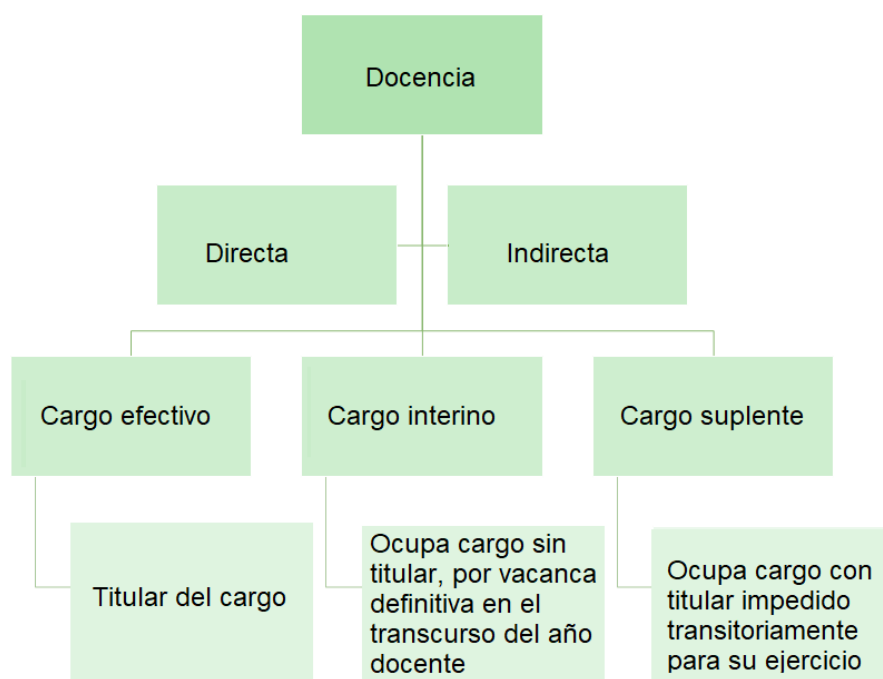 Docencia
Directa
Indirecta
Cargo efectivo
Cargo interino
Cargo suplente
Titular del cargo
Ocupa cargo sin
titular, por vacanca
definitiva en el
transcurso del año
docente
Ocupa cargo con
titular impedido
transitoriamente
para su ejercicio